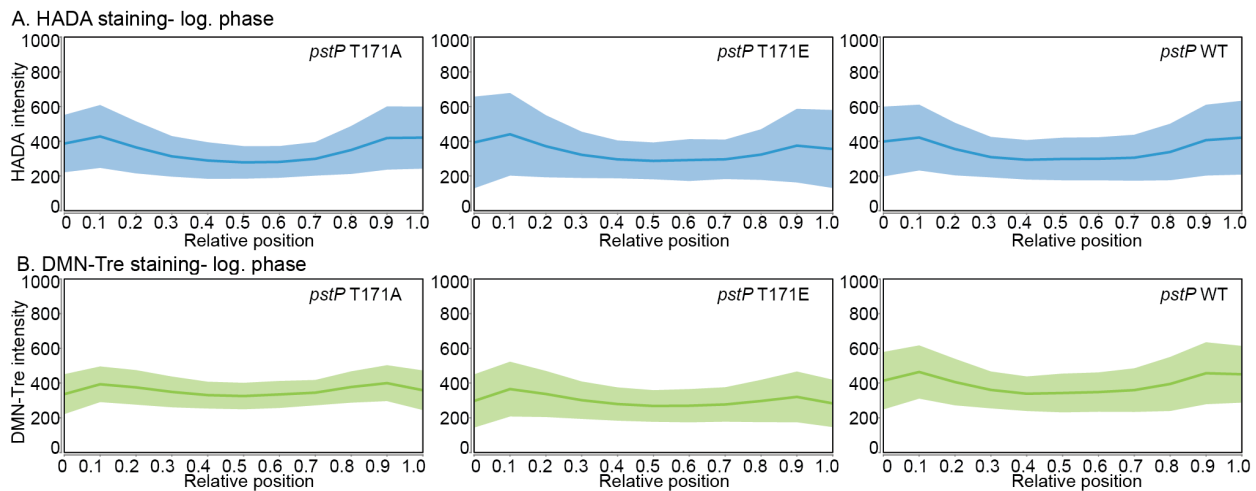 A. HADA staining- log. phase
HADA intensity
1000
800
600
400
200
0
pstP T171A
0 0.1 0.2 0.3 0.4 0.5 0.6 0.7 0.8 0.9 1.0
Relative position
1000
800
600
400
200
0
pstP T171E
0 0.1 0.2 0.3 0.4 0.5 0.6 0.7 0.8 0.9 1.0
Relative position
1000
800
600
400
200
0
pstP WT
0 0.1 0.2 0.3 0.4 0.5 0.6 0.7 0.8 0.9 1.0
Relative position
B. DMN-Tre staining- log. phase
DMN-Tre intensity
1000
800
600
400
200
0
pstP T171A
0 0.1 0.2 0.3 0.4 0.5 0.6 0.7 0.8 0.9 1.0
Relative position
1000
800
600
400
200
0
pstP T171E
0 0.1 0.2 0.3 0.4 0.5 0.6 0.7 0.8 0.9 1.0
Relative position
1000
800
600
400
200
0
pstP WT
0 0.1 0.2 0.3 0.4 0.5 0.6 0.7 0.8 0.9 1.0
Relative position